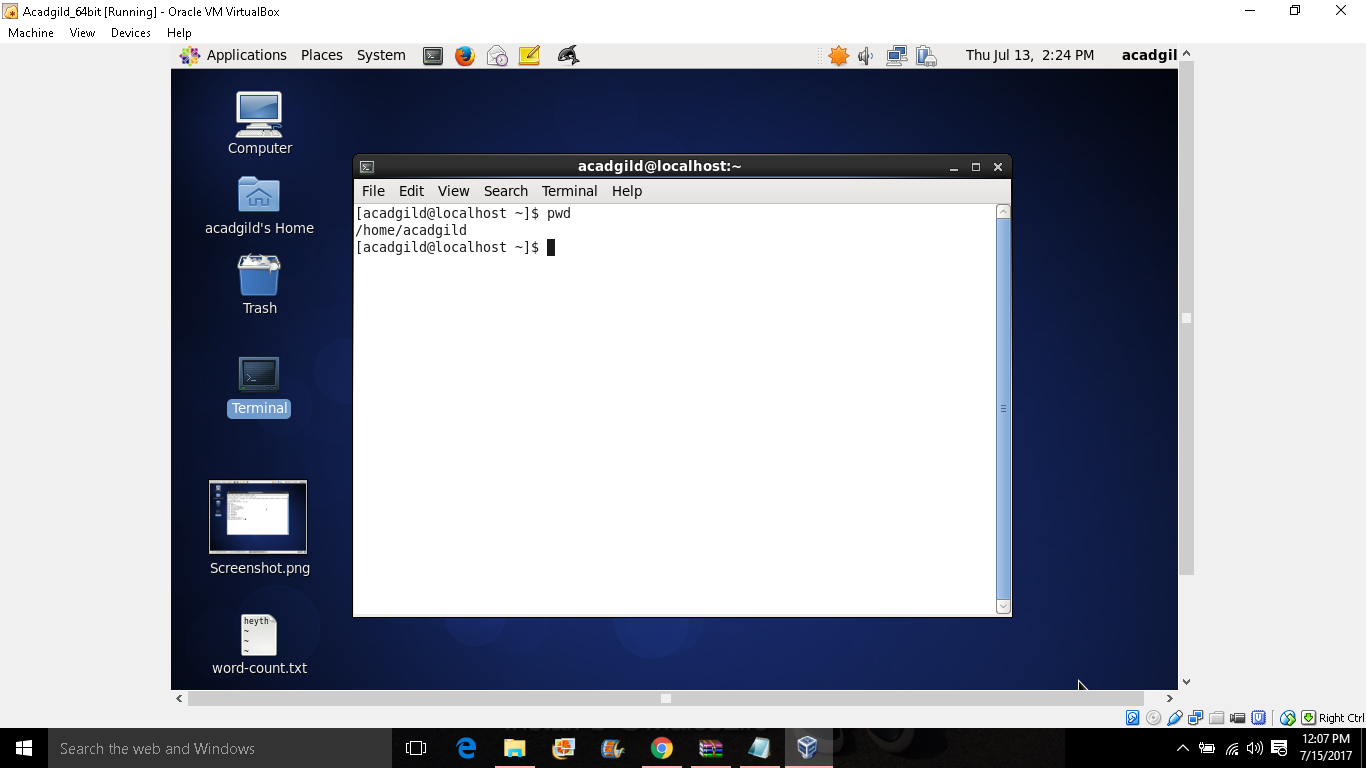 Acadgild_64bit [Running] - Oracle VM VirtualBox
Machine View Devices Help
Applications Places System
Thu Jul 13, 2:24 PM acadgil
Computer
acadgild's Home
Trash
Terminal
Screenshot.png
heyth
~
~
~
word-count.txt
acadgild@localhost:~
File Edit View Search Terminal Help
[acadgild@localhost ~]$ pwd
/home/acadgild
[acadgild@localhost ~]$
Right Ctrl
Search the web and Windows
12:07 PM
7/15/2017